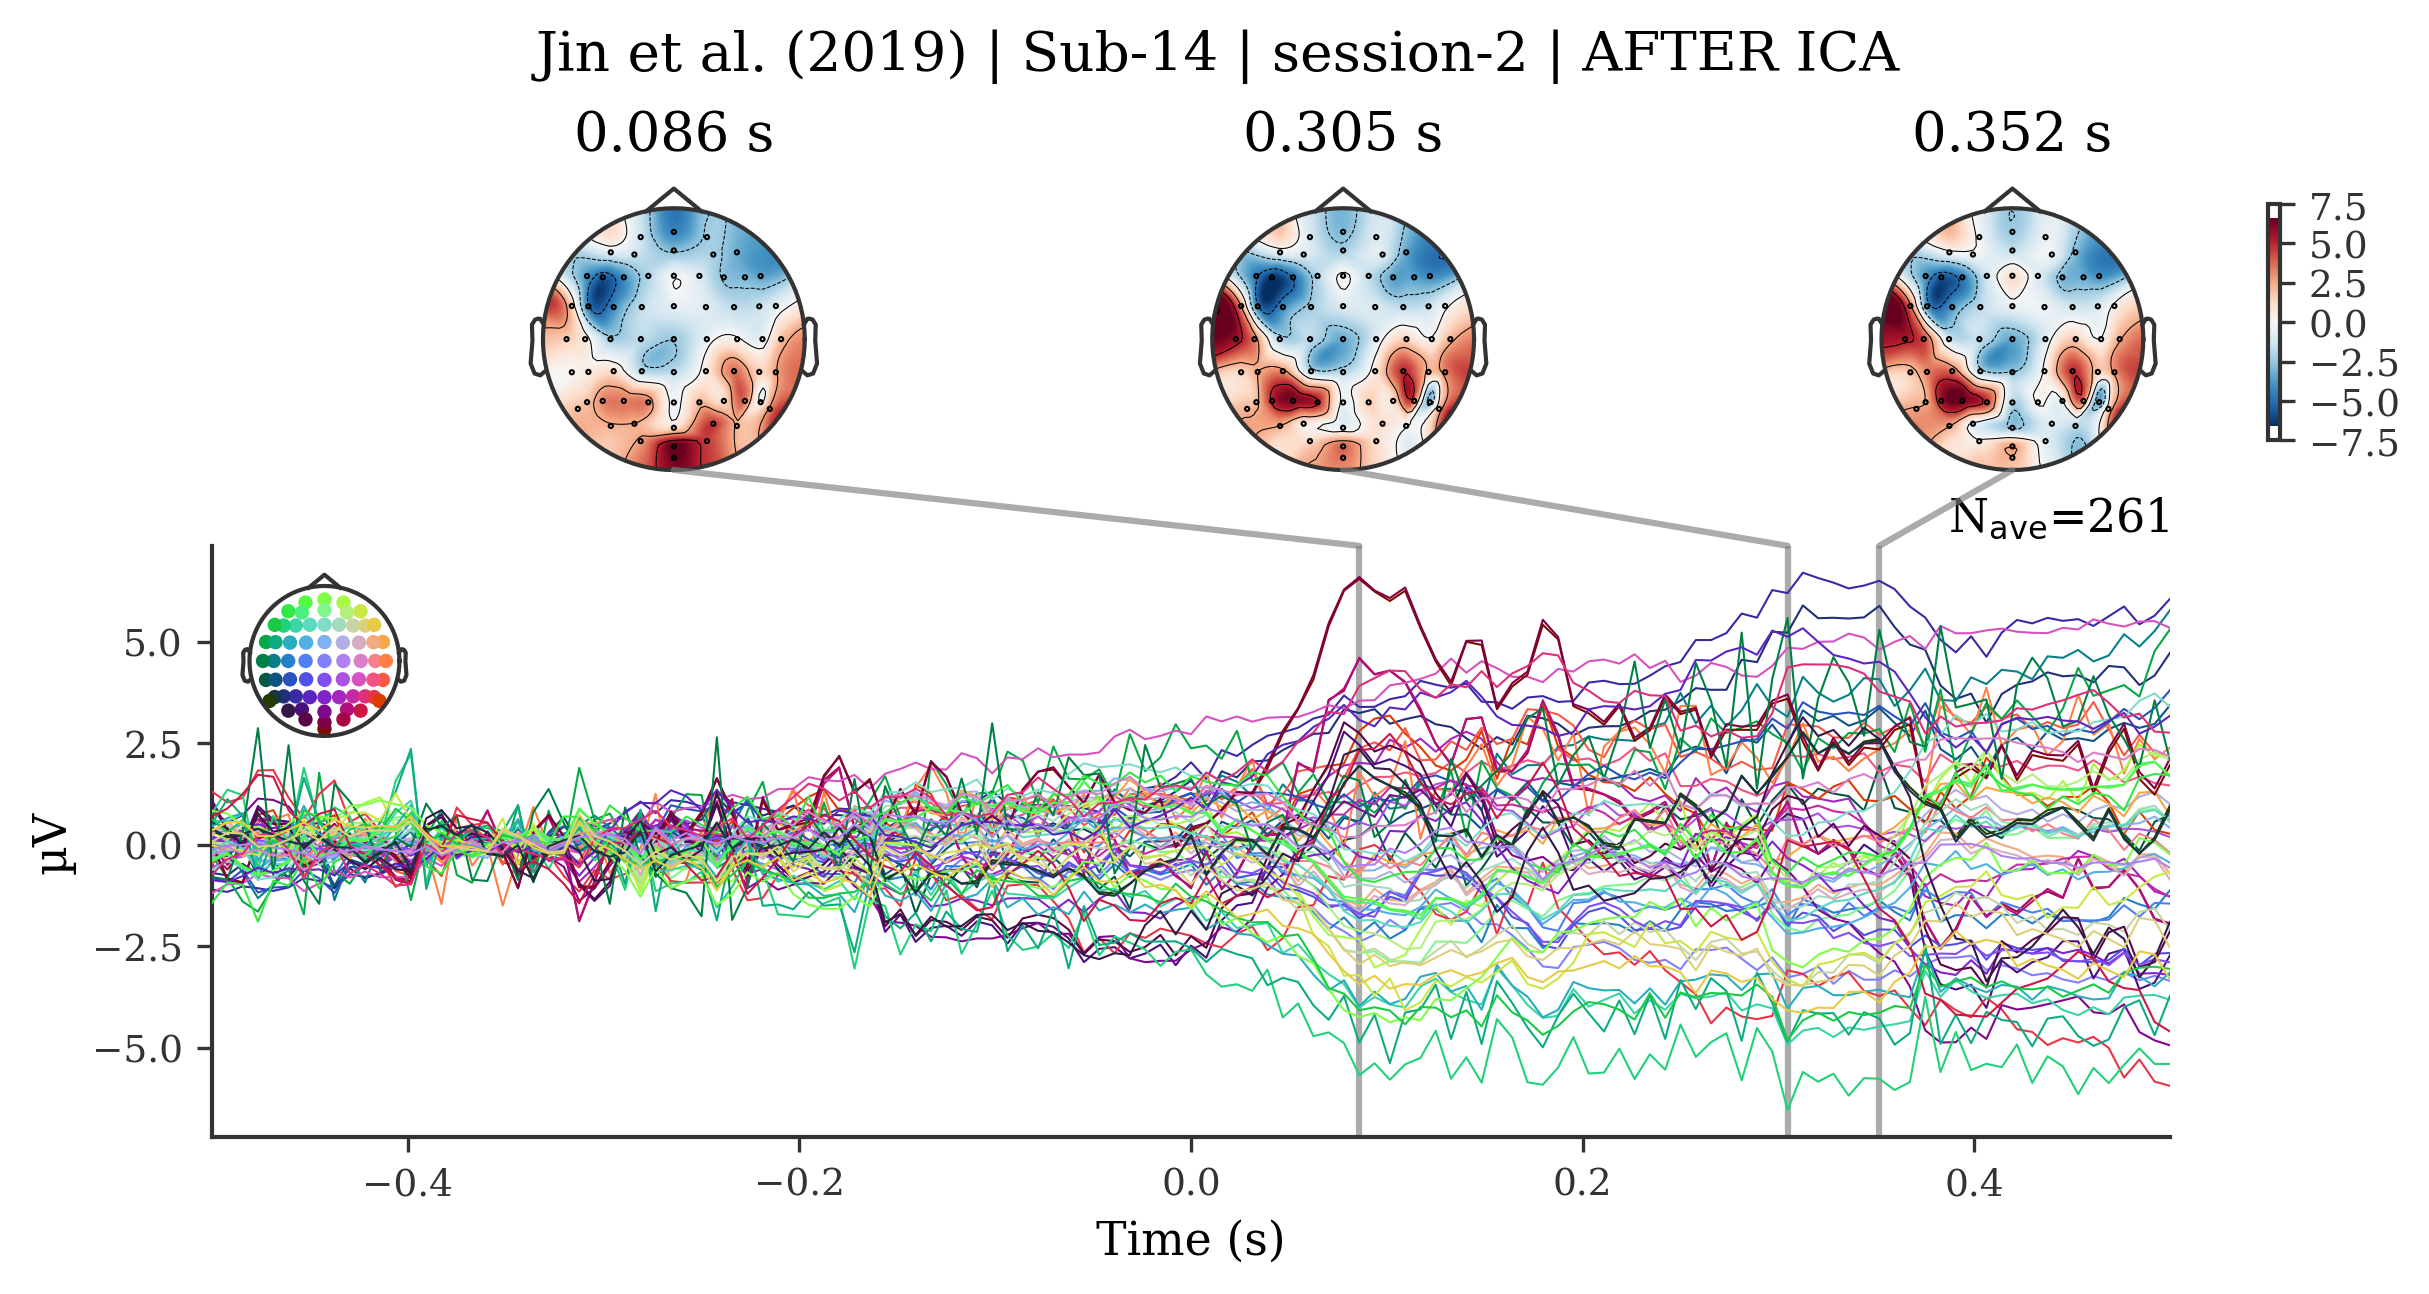 Jin et al. (2019) | Sub-14 | session-2 | AFTER ICA
0.086 s
0.305 s
0.352 s
7.5
5.0
2.5
0.0
−2.5
−5.0
−7.5
Nave=261
5.0
2.5
0.0
−2.5
−5.0
µV
−0.4
−0.2
0.0
0.2
0.4
Time (s)